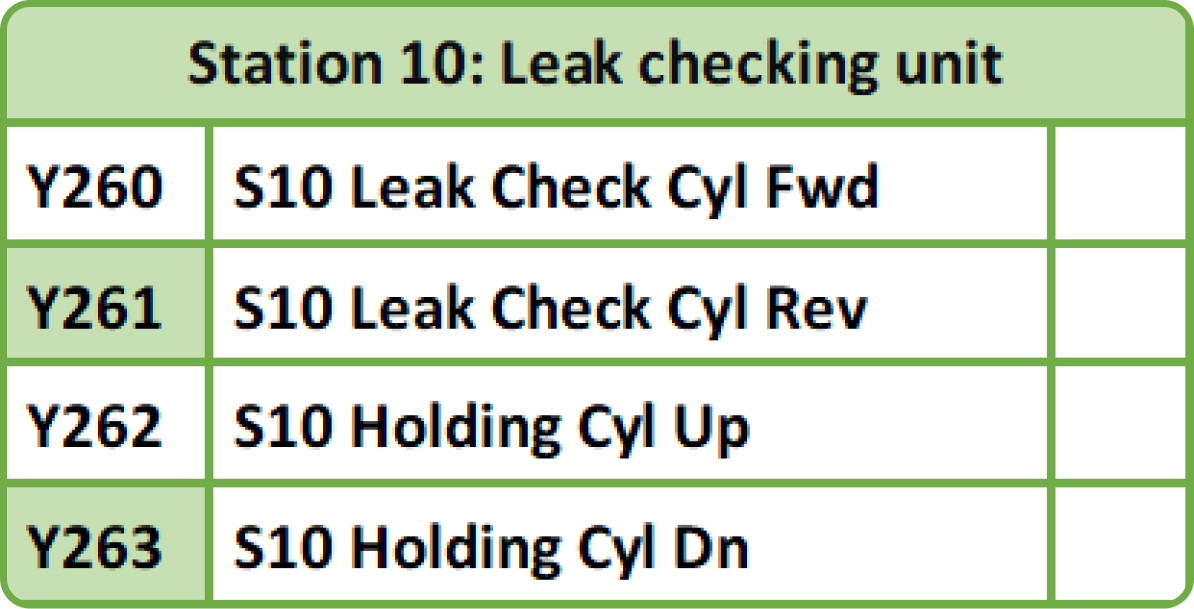 Station 10: Leak checking unit
Y260 S10 Leak Check Cyl Fwd
Y261 S10 Leak Check Cyl Rev
Y262 S10 Holding Cyl Up
Y263 S10 Holding Cyl Dn